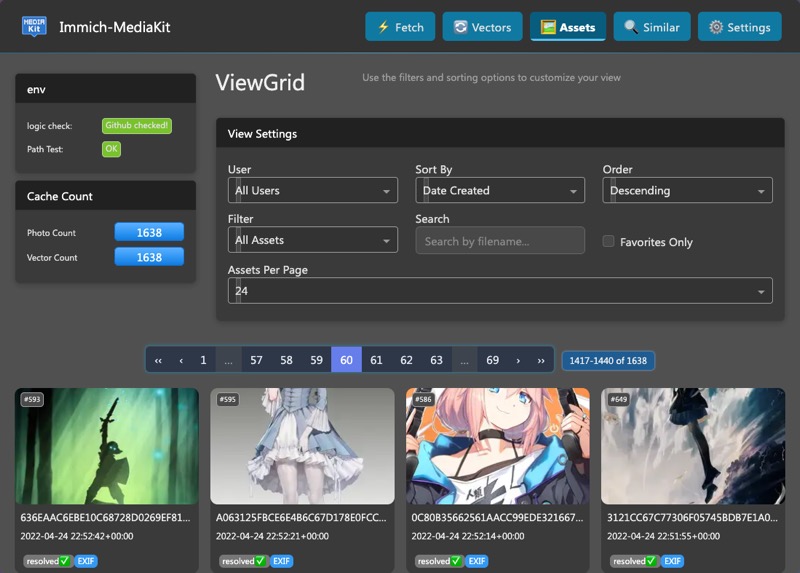 MEDIA
Kit
Immich-MediaKit
Fetch
Vectors
Assets
Similar
Settings
env
logic check:
Github checked!
Path Test:
OK
Cache Count
Photo Count
1638
Vector Count
1638
ViewGrid
Use the filters and sorting options to customize your view
View Settings
User
Sort By
Order
All Users
Date Created
Descending
Filter
Search
All Assets
Search by filename...
Favorites Only
Assets Per Page
24
‹‹ ‹ 1 ... 57 58 59 60 61 62 63 ... 69 › ››
1417-1440 of 1638
#593
#595
#586
#649
636EAAC6EBE10C68728D0269EF81...
A063125FBCE6E4B6C67D178E0FCC...
0C80B35662561AACC99EDE321667...
3121CC67C77306F05745BDB7E1A0...
2022-04-24 22:52:42+00:00
2022-04-24 22:52:21+00:00
2022-04-24 22:52:14+00:00
2022-04-24 22:51:55+00:00
resolved✅ EXIF
resolved✅ EXIF
resolved✅ EXIF
resolved✅ EXIF